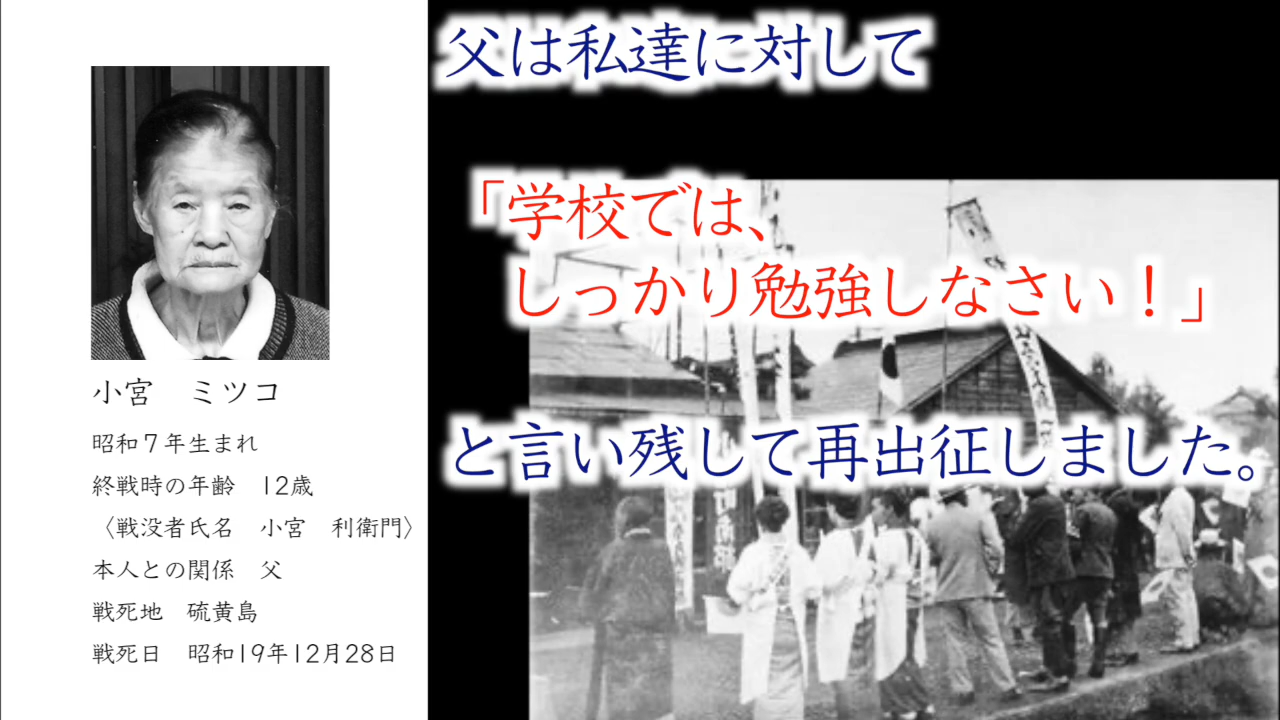 小宮　ミツコ
昭和7年生まれ
終戦時の年齢　12歳
〈戦没者氏名　小宮　利衛門〉
本人との関係　父
戦死地　硫黄島
戦死日　昭和19年12月28日
父は私達に対して
「学校では、
しっかり勉強しなさい！」
と言い残して再出征しました。